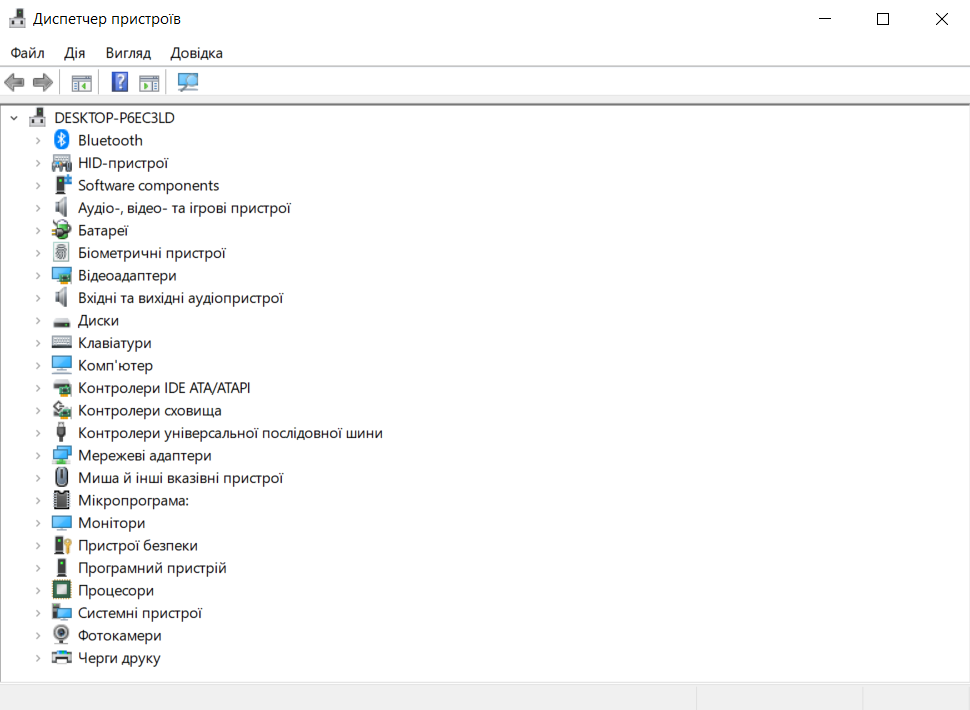 Диспетчер пристроїв
Файл Дія Вигляд Довідка
DESKTOP-P6EC3LD
Bluetooth
HID-пристрої
Software components
Аудіо-, відео- та ігрові пристрої
Батареї
Біометричні пристрої
Відеоадаптери
Вхідні та вихідні аудіопристрої
Диски
Клавіатури
Комп'ютер
Контролери IDE ATA/ATAPI
Контролери сховища
Контролери універсальної послідовної шини
Мережеві адаптери
Миша й інші вказівні пристрої
Мікропрограма:
Монітори
Пристрої безпеки
Програмний пристрій
Процесори
Системні пристрої
Фотокамери
Черги друку